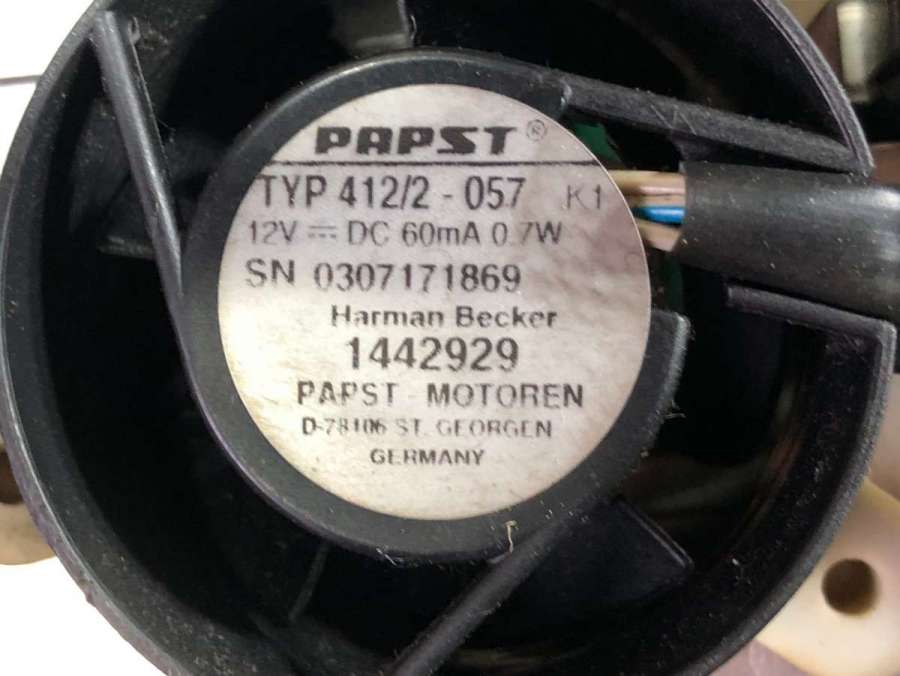 PAPST®
TYP 412/2 - 057 K1
12V ⎓ DC 60mA 0.7W
SN 0307171869
Harman Becker
1442929
PAPST - MOTOREN
D-78106 ST. GEORGEN
GERMANY